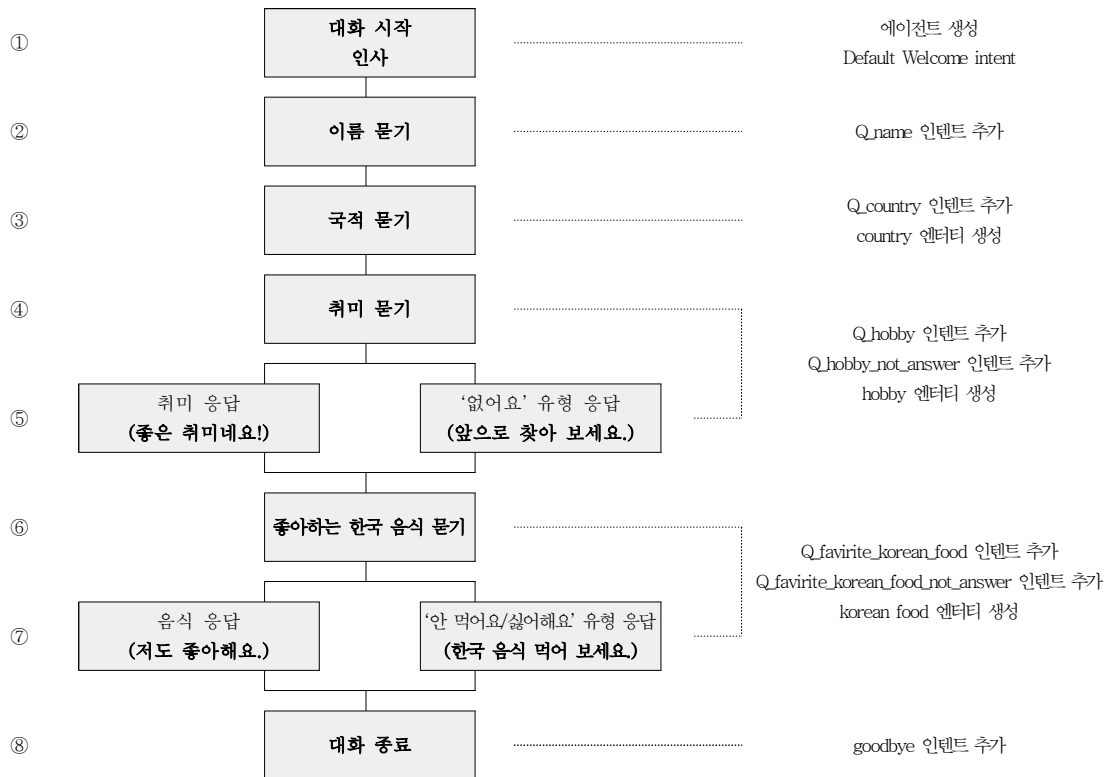 ①
대화 시작
인사
에이전트 생성
Default Welcome intent
②
이름 묻기
Q_name 인텐트 추가
③
국적 묻기
Q_country 인텐트 추가
country 엔터티 생성
④
취미 묻기
Q_hobby 인텐트 추가
Q_hobby_not_answer 인텐트 추가
hobby 엔터티 생성
⑤
취미 응답
(좋은 취미네요!)
‘없어요’ 유형 응답
(앞으로 찾아 보세요.)
⑥
좋아하는 한국 음식 묻기
Q_favirite_korean_food 인텐트 추가
Q_favirite_korean_food_not_answer 인텐트 추가
korean food 엔터티 생성
⑦
음식 응답
(저도 좋아해요.)
‘안 먹어요/싫어해요’ 유형 응답
(한국 음식 먹어 보세요.)
⑧
대화 종료
goodbye 인텐트 추가